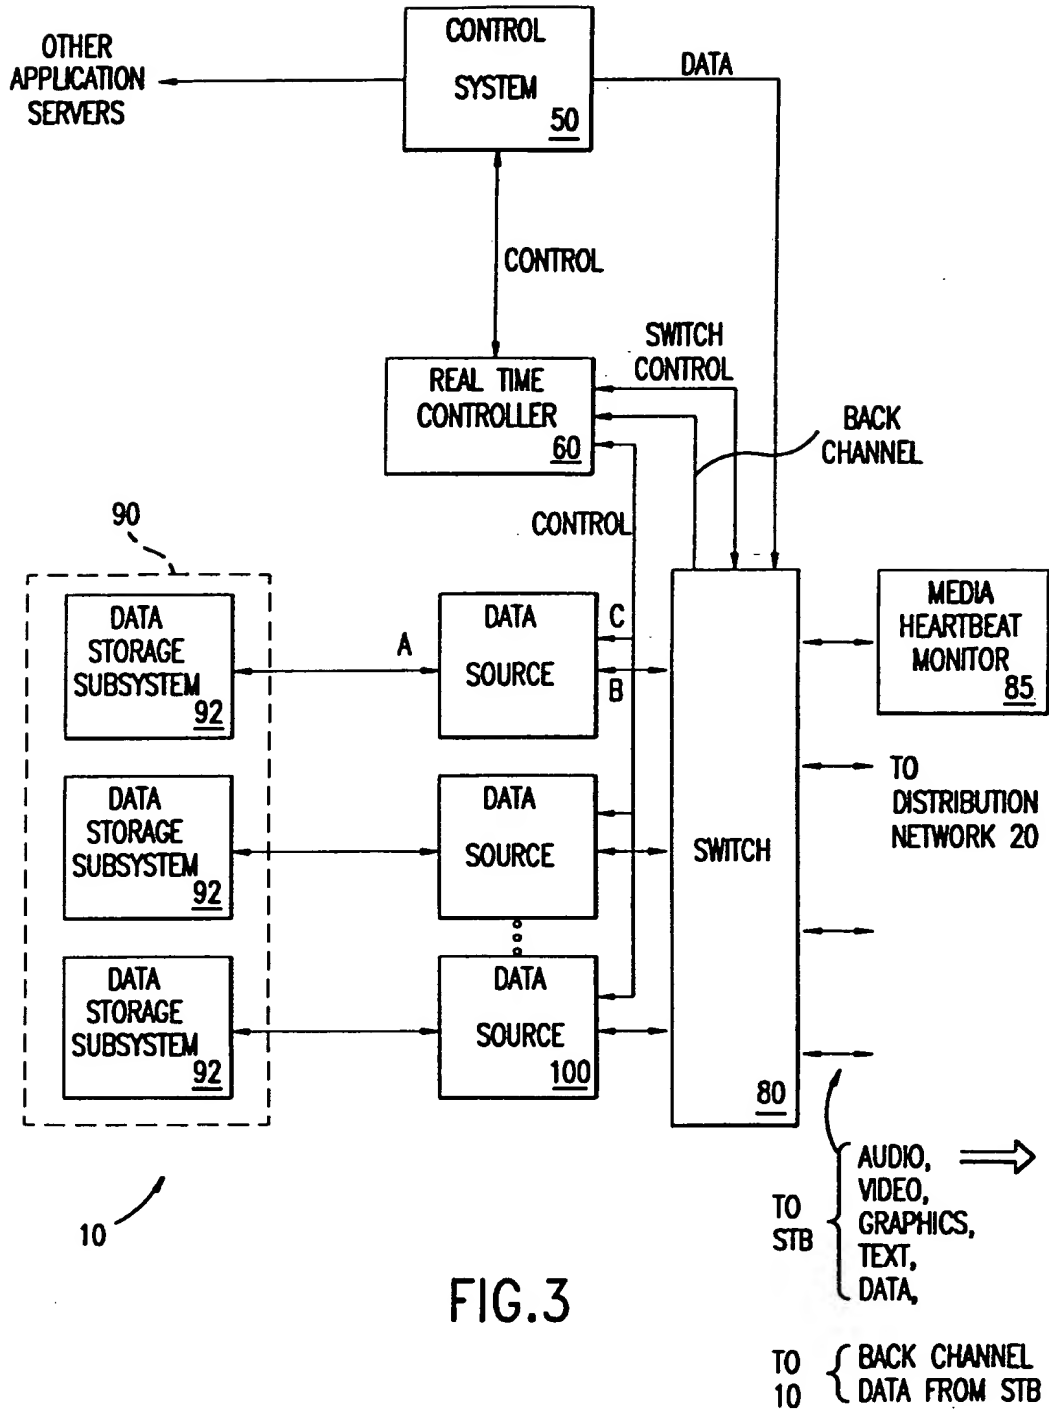 CONTROL
SYSTEM
50
OTHER
APPLICATION
SERVERS
DATA
CONTROL
SWITCH
CONTROL
REAL TIME
CONTROLLER
60
BACK
CHANNEL
CONTROL
90
DATA
STORAGE
SUBSYSTEM
92
A
DATA
SOURCE
C
B
MEDIA
HEARTBEAT
MONITOR
85
TO
DISTRIBUTION
NETWORK 20
DATA
STORAGE
SUBSYSTEM
92
DATA
SOURCE
SWITCH
80
DATA
STORAGE
SUBSYSTEM
92
DATA
SOURCE
100
10
TO
STB
AUDIO,
VIDEO,
GRAPHICS,
TEXT,
DATA,
FIG.3
TO
10
BACK CHANNEL
DATA FROM STB